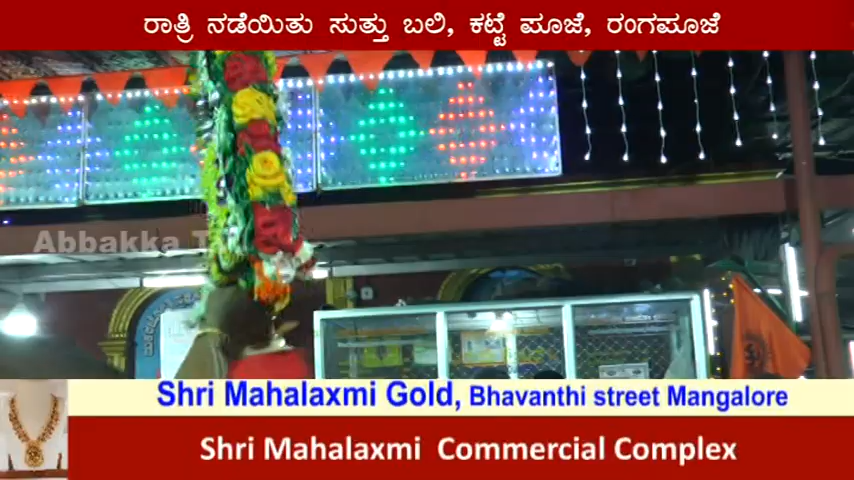 ರಾತ್ರಿ ನಡೆಯಿತು ಸುತ್ತು ಬಲಿ, ಕಟ್ಟೆ ಪೂಜೆ, ರಂಗಪೂಜೆ
Abbakka T
Shri Mahalaxmi Gold, Bhavanthi street Mangalore
Shri Mahalaxmi Commercial Complex